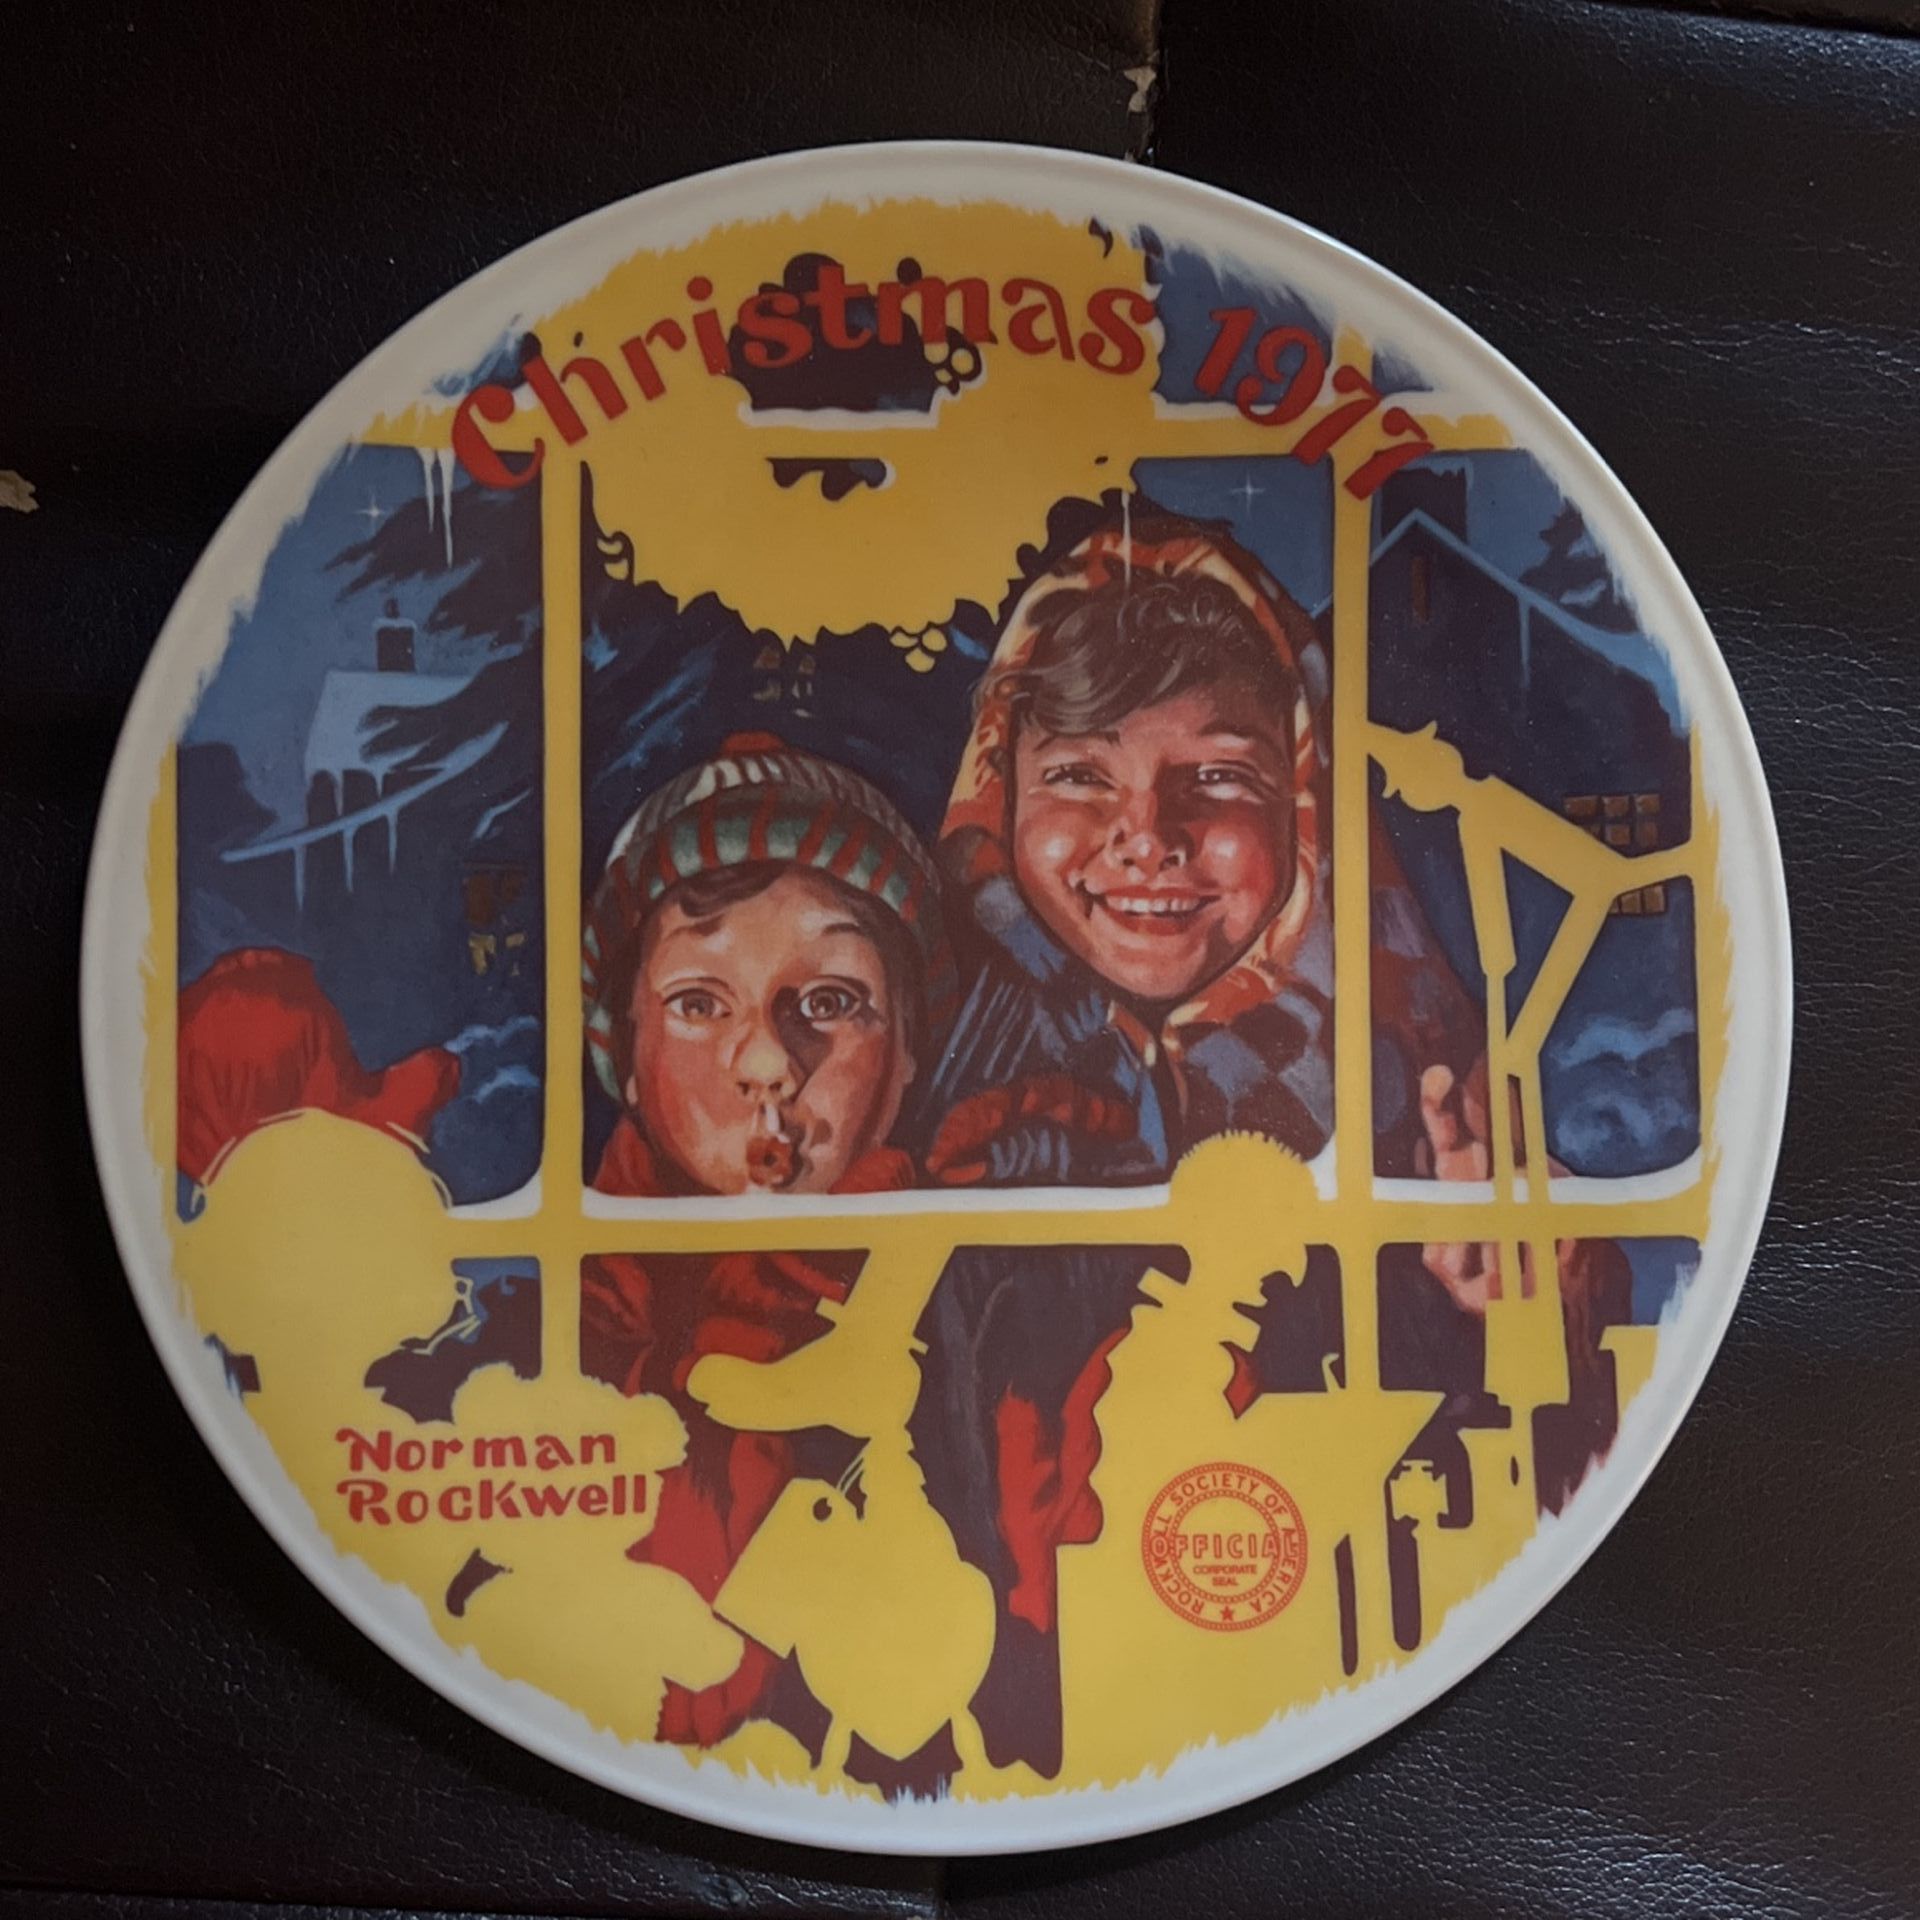 Christmas 1977
Norman
Rockwell
ROCKWELL SOCIETY OF AMERICA
OFFICIAL
CORPORATE
SEAL